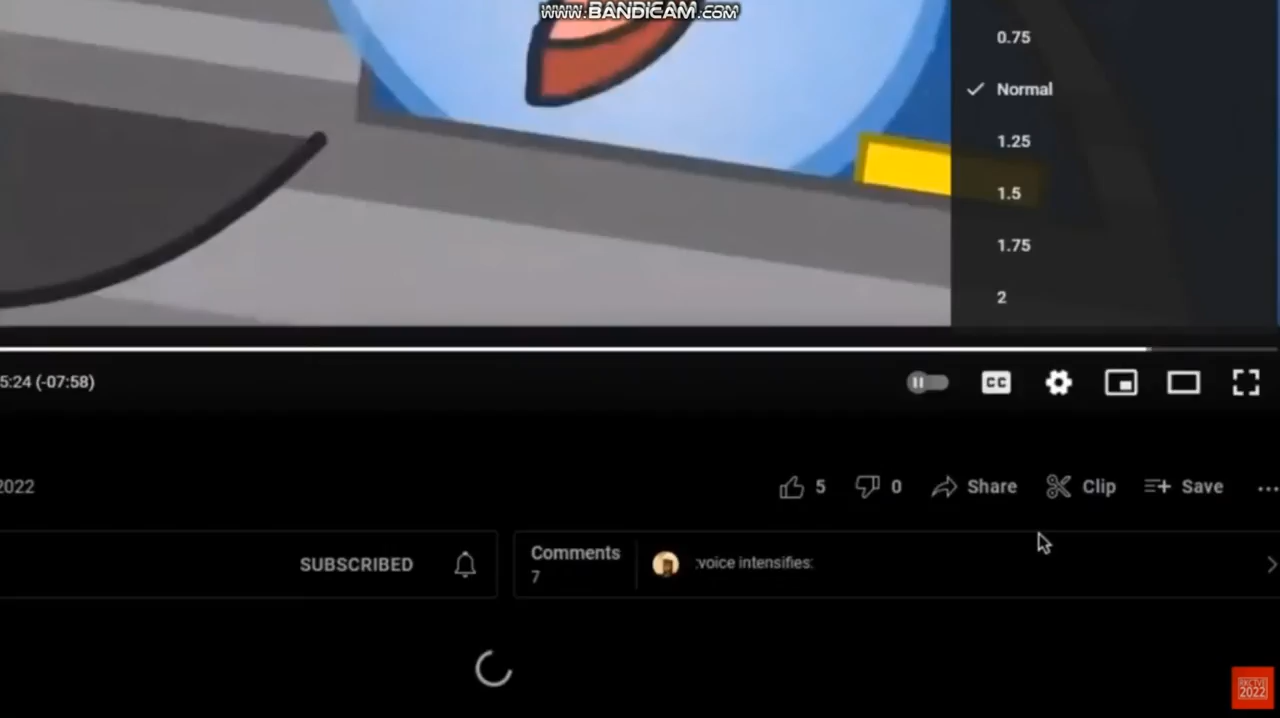 www.BANDICAM.com
0.75
Normal
1.25
1.5
1.75
2
5:24 (-07:58)
CC
2022
5
0
Share
Clip
Save
SUBSCRIBED
Comments
7
:voice intensifies:
2022